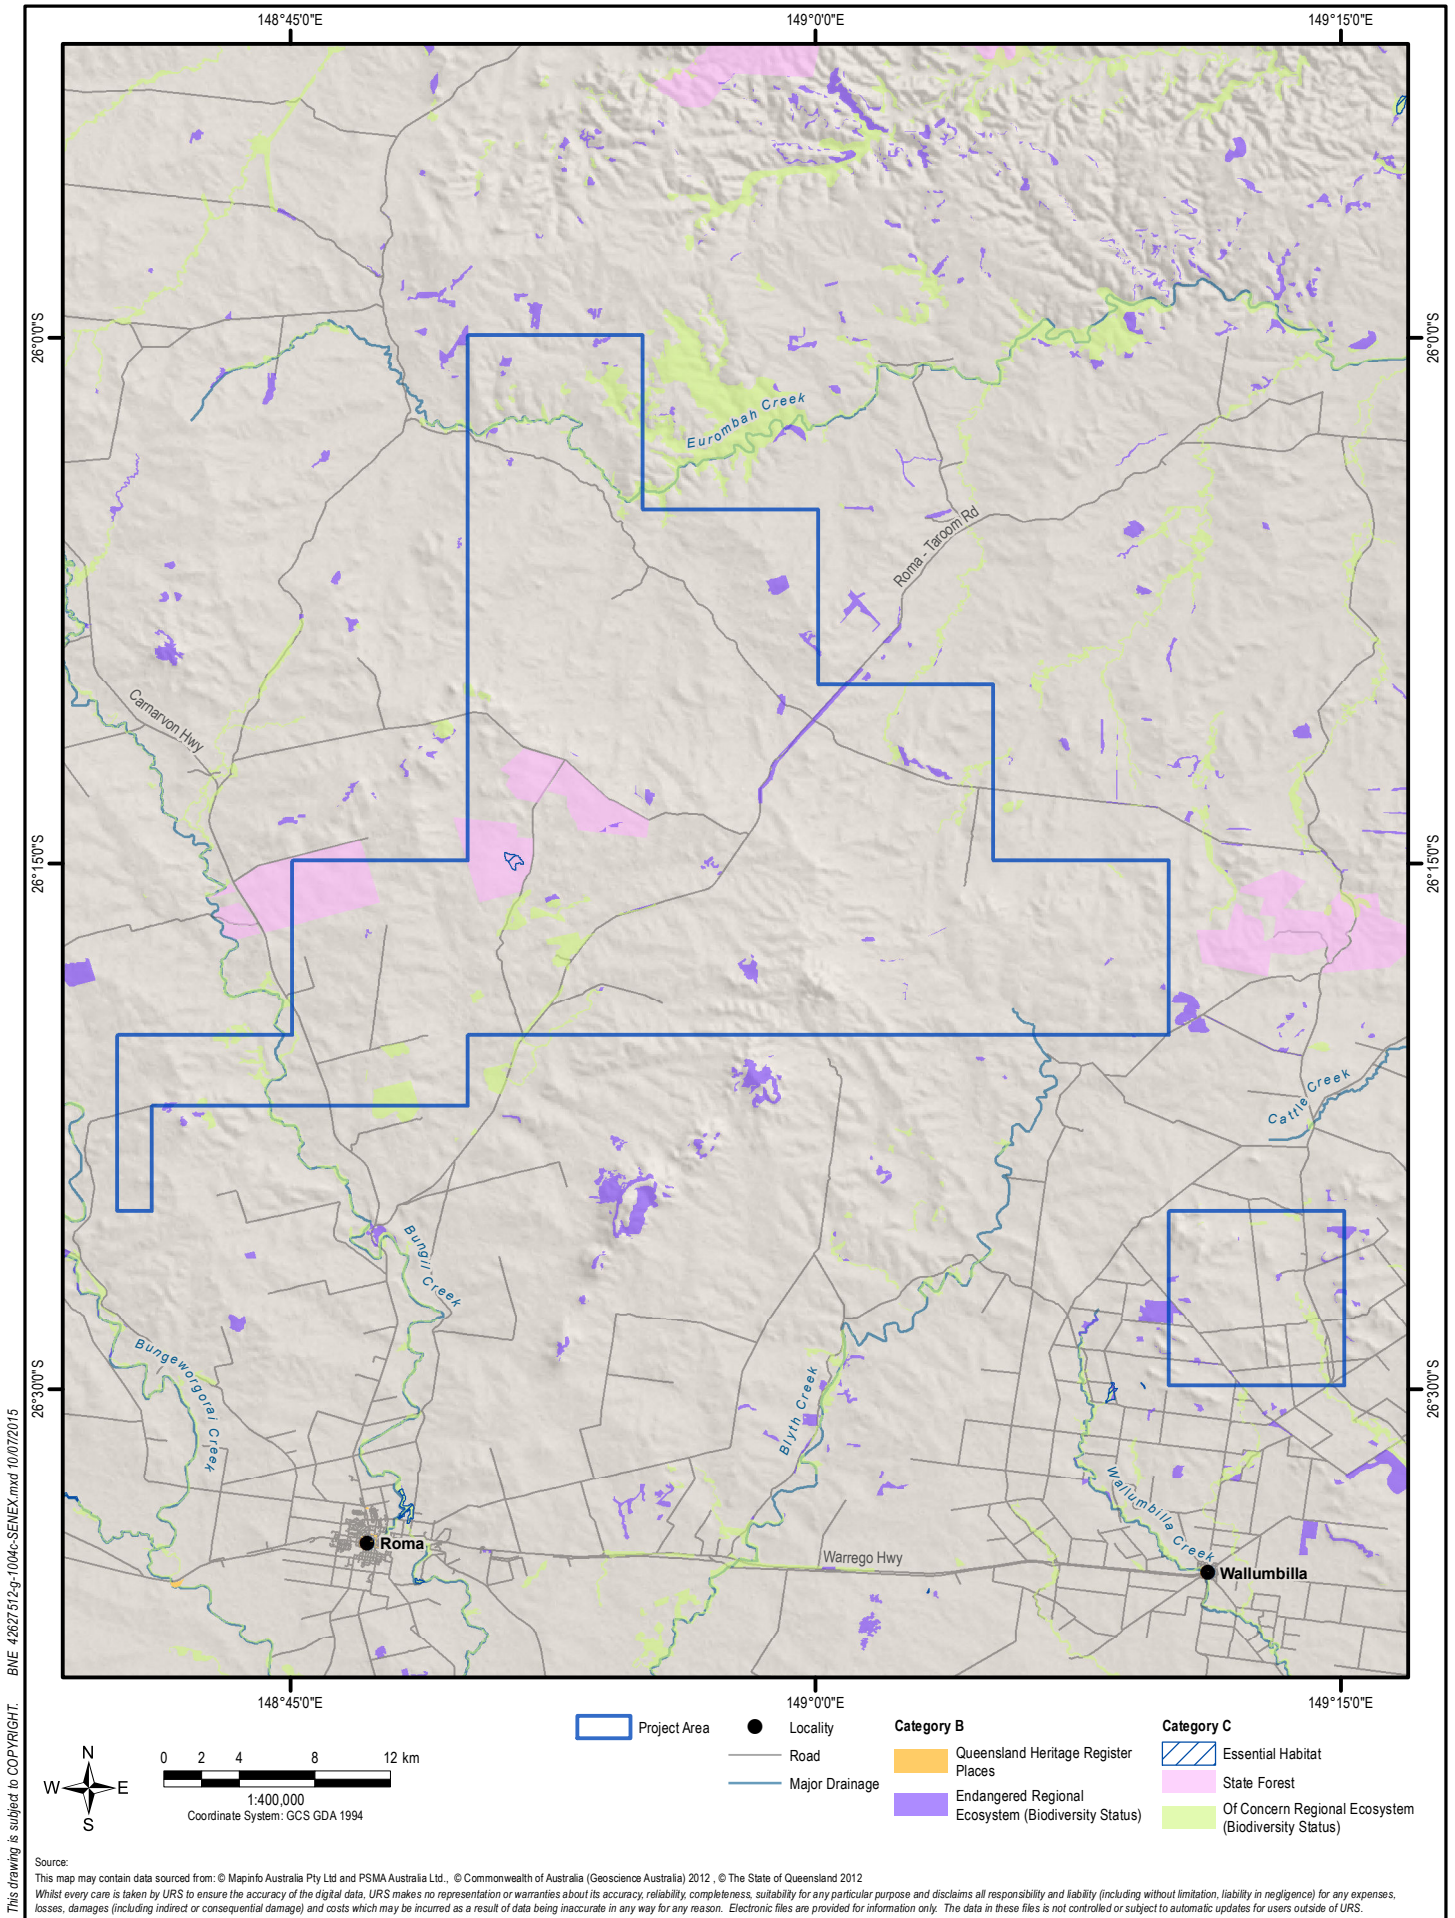 148°45'0"E
149°0'0"E
149°15'0"E
26°0'0"S
26°0'0"S
Eurombah Creek
Roma - Taroom Rd
Carnarvon Hwy
26°15'0"S
26°15'0"S
Cattle Creek
Bungil Creek
Bungeworgorai Creek
26°30'0"S
26°30'0"S
Blyth Creek
Wallumbilla Creek
Roma
Warrego Hwy
Wallumbilla
148°45'0"E
149°0'0"E
149°15'0"E
N
W
E
S
0 2 4 8 12 km
1:400,000
Coordinate System: GCS GDA 1994
Project Area
Locality
Road
Major Drainage
Category B
Queensland Heritage Register
Places
Endangered Regional
Ecosystem (Biodiversity Status)
Category C
Essential Habitat
State Forest
Of Concern Regional Ecosystem
(Biodiversity Status)
This drawing is subject to COPYRIGHT. BNE 42627512-g-1004c-SENEX.mxd 10/07/2015
Source:
This map may contain data sourced from: © Mapinfo Australia Pty Ltd and PSMA Australia Ltd., © Commonwealth of Australia (Geoscience Australia) 2012 , © The State of Queensland 2012
Whilst every care is taken by URS to ensure the accuracy of the digital data, URS makes no representation or warranties about its accuracy, reliability, completeness, suitability for any particular purpose and disclaims all responsibility and liability (including without limitation, liability in negligence) for any expenses,
losses, damages (including indirect or consequential damage) and costs which may be incurred as a result of data being inaccurate in any way for any reason. Electronic files are provided for information only. The data in these files is not controlled or subject to automatic updates for users outside of URS.